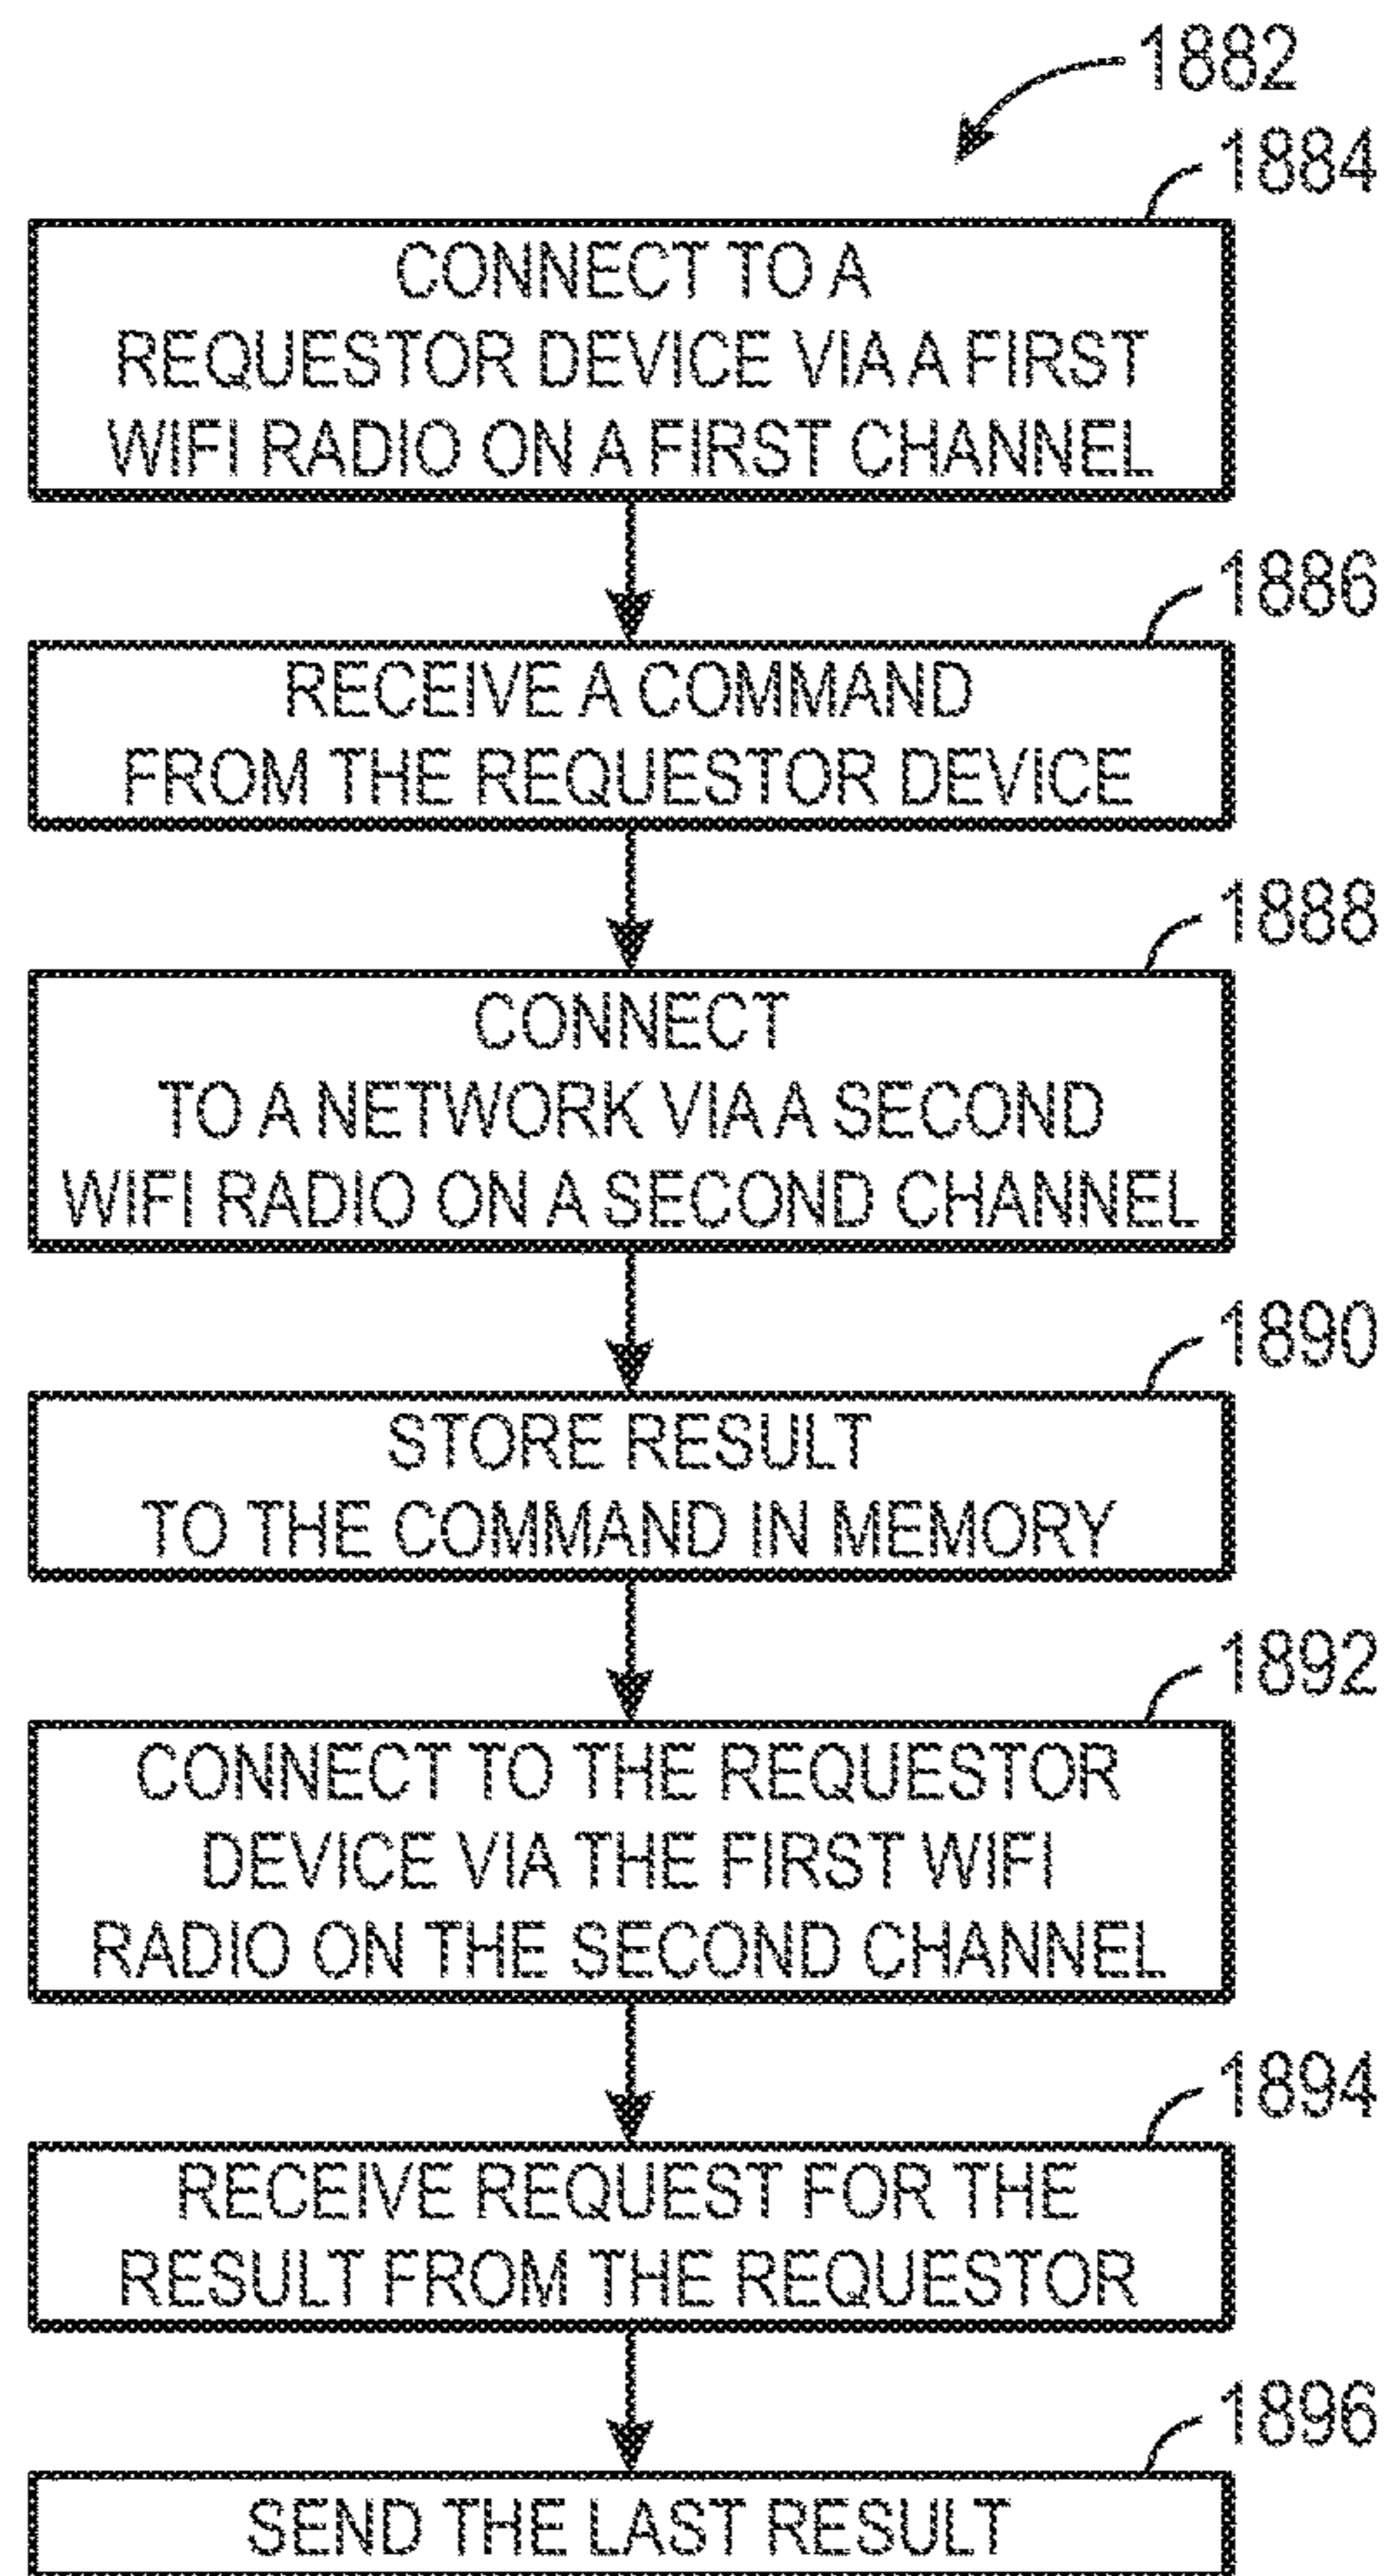 1882
1884
CONNECT TO A
REQUESTOR DEVICE VIA A FIRST
WIFI RADIO ON A FIRST CHANNEL
1886
RECEIVE A COMMAND
FROM THE REQUESTOR DEVICE
1888
CONNECT
TO A NETWORK VIA A SECOND
WIFI RADIO ON A SECOND CHANNEL
1890
STORE RESULT
TO THE COMMAND IN MEMORY
1892
CONNECT TO THE REQUESTOR
DEVICE VIA THE FIRST WIFI
RADIO ON THE SECOND CHANNEL
1894
RECEIVE REQUEST FOR THE
RESULT FROM THE REQUESTOR
1896
SEND THE LAST RESULT